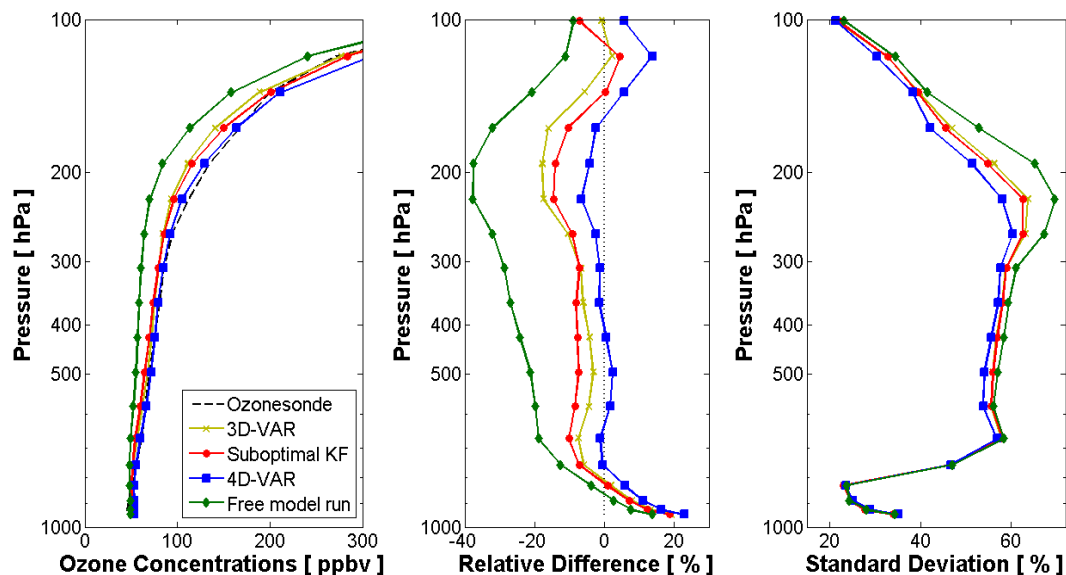 100
200
300
400
500
1000
Pressure [ hPa]
0
100
200
300
Ozone Concentrations [ ppbv]
Ozonesonde
3D-VAR
Suboptimal KF
4D-VAR
Free model run
100
200
300
400
500
1000
Pressure [ hPa]
-40
-20
0
20
Relative Difference [ %]
100
200
300
400
500
1000
Pressure [ hPa]
20
40
60
Standard Deviation [ %]